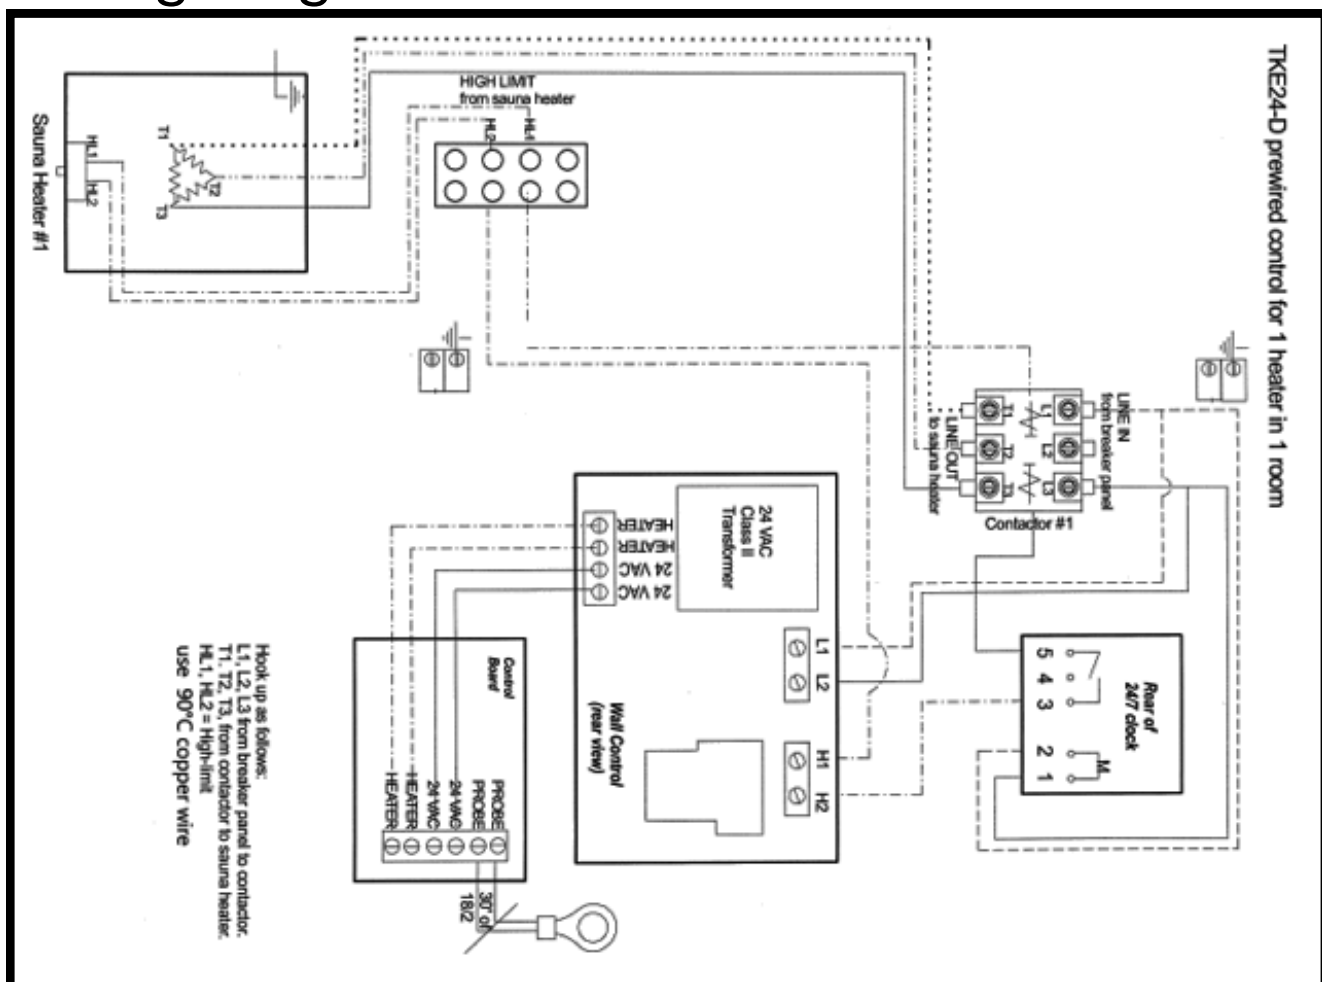 TKE24-D prewired control for 1 heater in 1 room
Sauna Heater #1
HL1
HL2
T1
T2
T3
HIGH LIMIT
from sauna heater
HL2
HL1
LINE IN
from breaker panel
LINE OUT
to sauna heater
T1
T2
T3
L1
L2
L3
Contactor #1
24 VAC
Class II
Transformer
HEATER
HEATER
24 VAC
24 VAC
L1
L2
H1
H2
Wall Control
(rear view)
Rear of
24/7 clock
5
4
3
2
1
M
Control
Board
HEATER
HEATER
24 VAC
24 VAC
PROBE
PROBE
30' of
18/2
Hook up as follows:
L1, L2, L3 from breaker panel to contactor.
T1. T2, T3, from contactor to sauna heater.
HL1, HL2 = High-limit
use 90°C copper wire